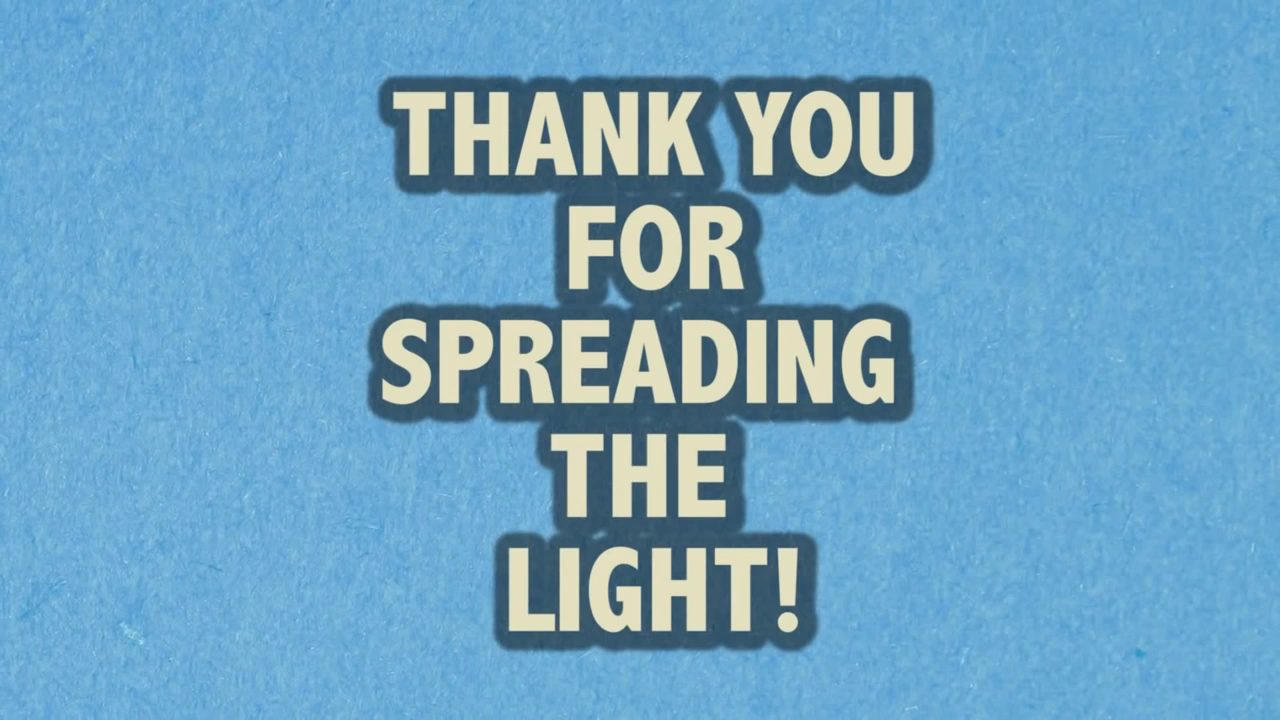 THANK YOU
FOR
SPREADING
THE
LIGHT!